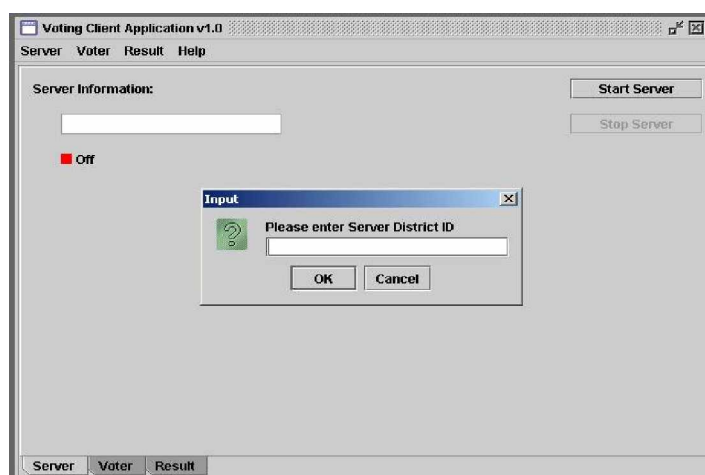 Voting Client Application v1.0
Server Voter Result Help
Server Information:
Start Server
Stop Server
Off
Input
Please enter Server District ID
OK Cancel
Server Voter Result